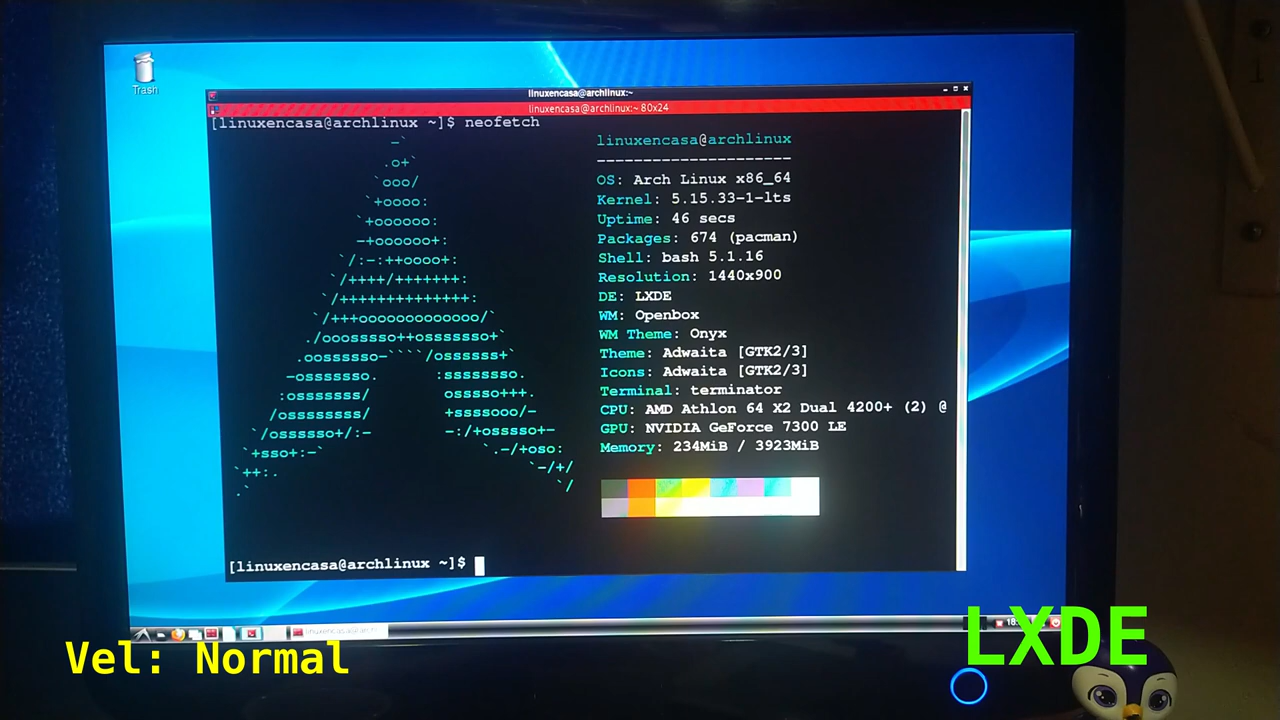 Trash
linuxencasa@archlinux:~
linuxencasa@archlinux:~ 80x24
[linuxencasa@archlinux ~]$ neofetch
linuxencasa@archlinux
---------------------
OS: Arch Linux x86_64
Kernel: 5.15.33-1-lts
Uptime: 46 secs
Packages: 674 (pacman)
Shell: bash 5.1.16
Resolution: 1440x900
DE: LXDE
WM: Openbox
WM Theme: Onyx
Theme: Adwaita [GTK2/3]
Icons: Adwaita [GTK2/3]
Terminal: terminator
CPU: AMD Athlon 64 X2 Dual 4200+ (2) @
GPU: NVIDIA GeForce 7300 LE
Memory: 234MiB / 3923MiB
[linuxencasa@archlinux ~]$
Vel: Normal
LXDE